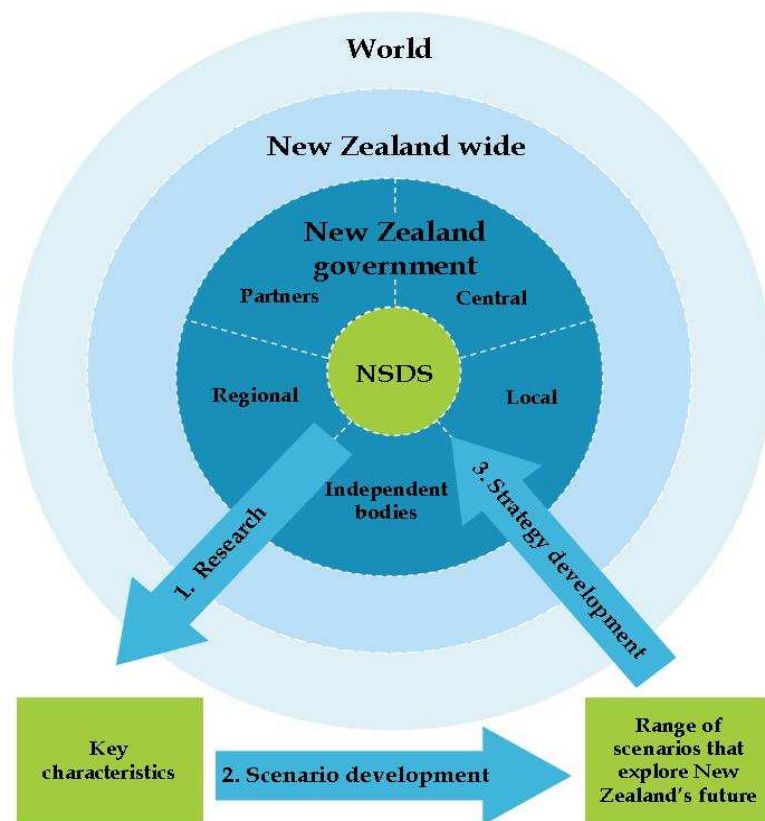 World
New Zealand wide
New Zealand
government
Partners
Central
NSDS
Regional
Local
Independent
bodies
1. Research
3. Strategy development
Key
characteristics
2. Scenario development
Range of
scenarios that
explore New
Zealand's future